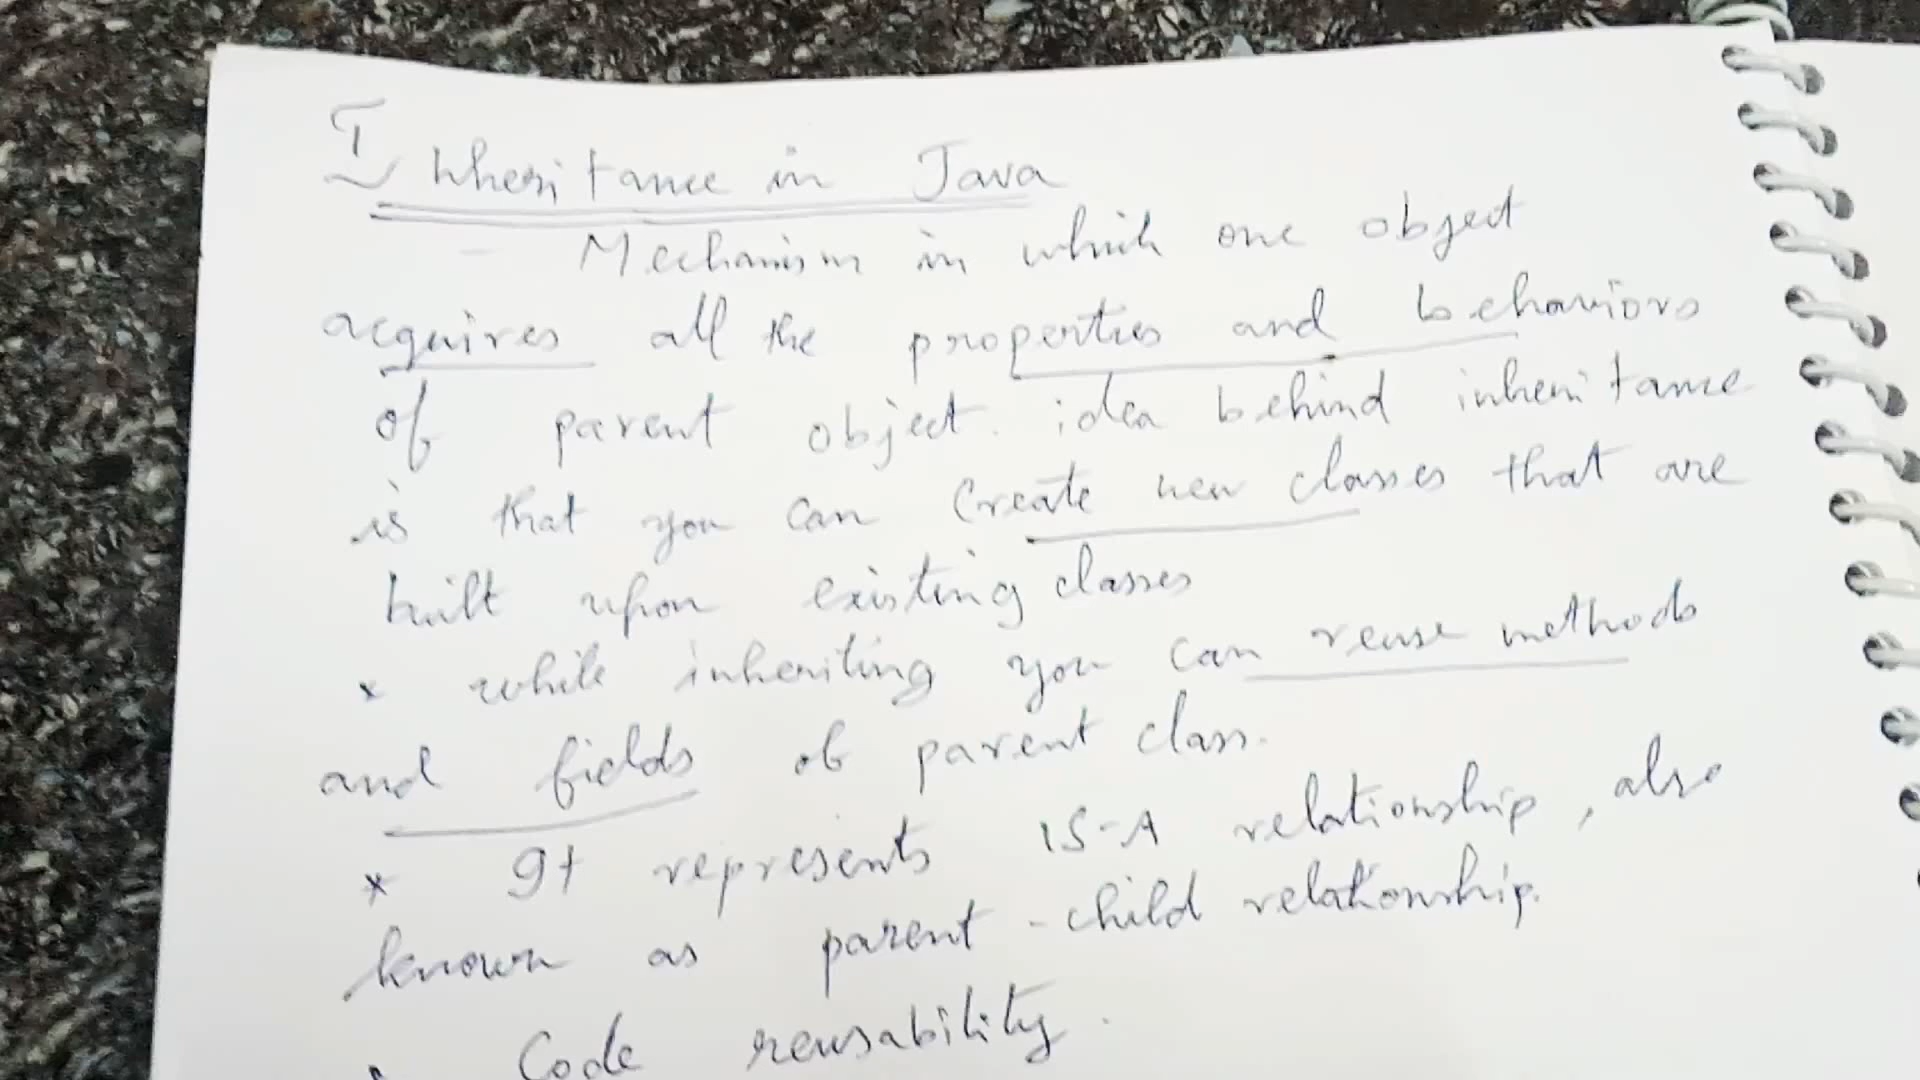 Inheritance in Java
- Mechanism in which one object
acquires all the properties and behaviors
of parent object. idea behind inheritance
is that you can create new classes that are
built upon existing classes
* while inheriting you can reuse methods
and fields of parent class.
* It represents IS-A relationship, also
known as parent-child relationship.
Code reusability.